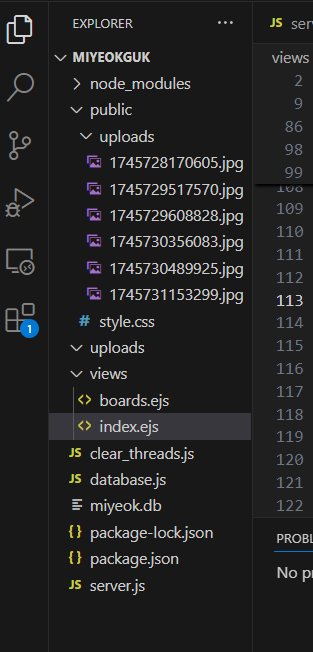 EXPLORER
MIYEOKGUK
node_modules
public
uploads
1745728170605.jpg
1745729517570.jpg
1745729608828.jpg
1745730356083.jpg
1745730489925.jpg
1745731153299.jpg
# style.css
uploads
views
<> boards.ejs
<> index.ejs
JS clear_threads.js
JS database.js
miyeok.db
{ } package-lock.json
{ } package.json
JS server.js
1
JS ser
views
2
9
86
98
99
108
109
110
111
112
113
114
115
116
117
118
119
120
121
122
PROBL
No pr